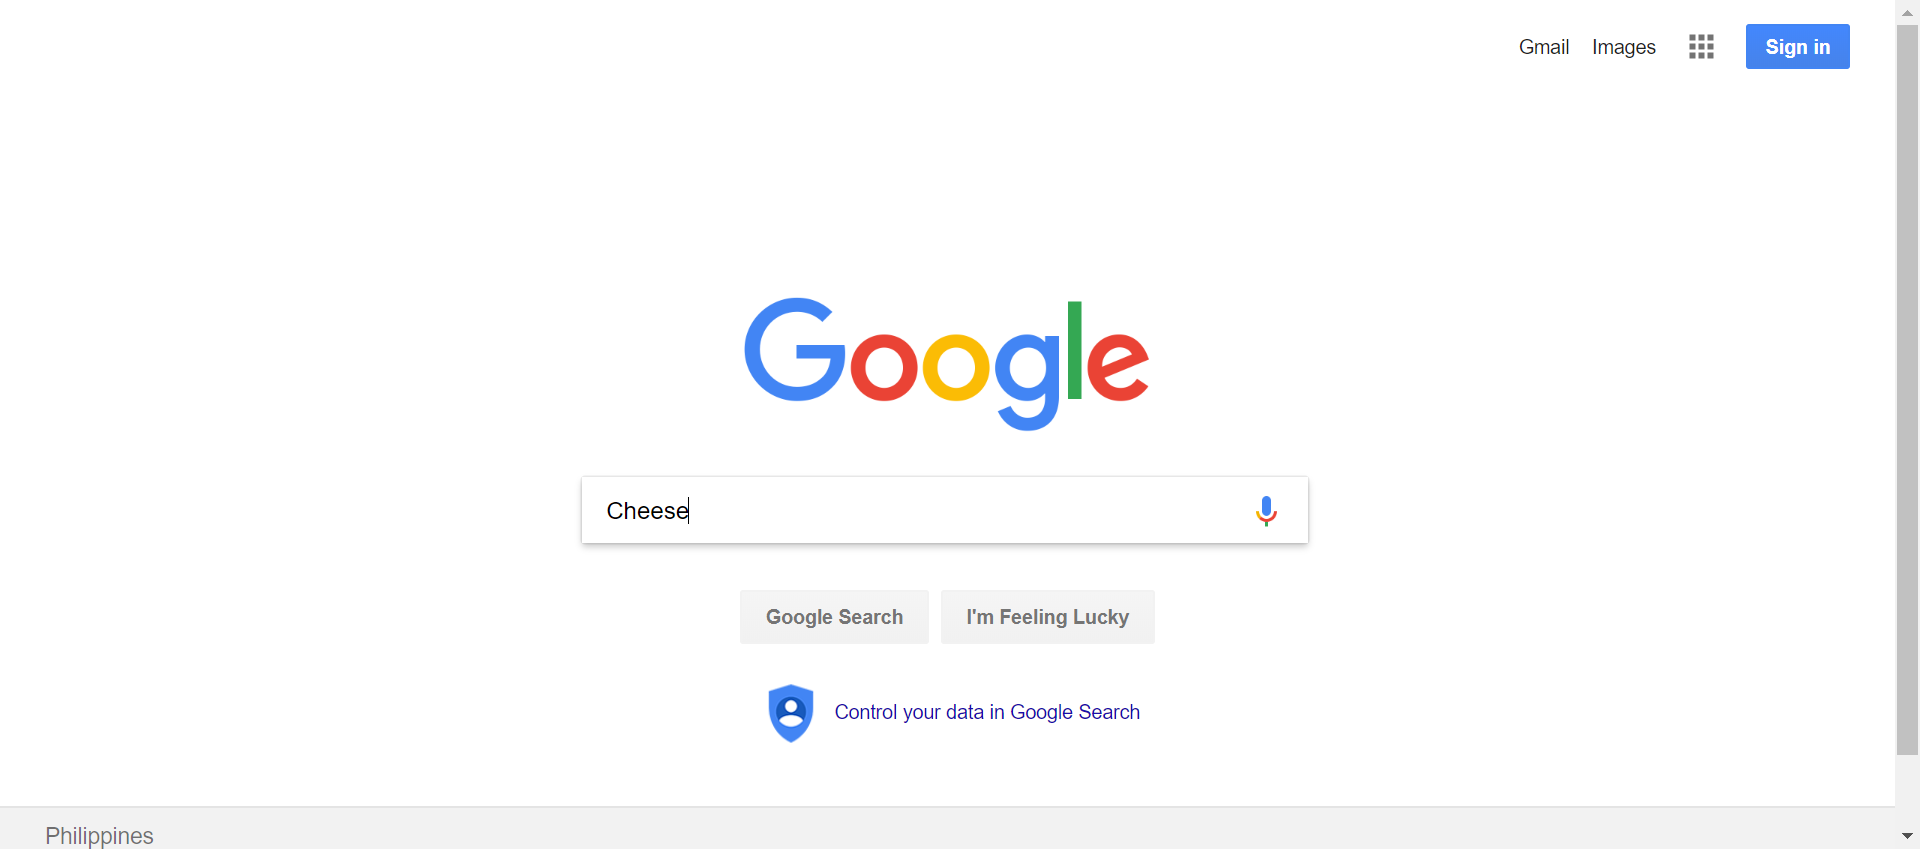 Gmail Images Sign in
Google
Cheese
Google Search I'm Feeling Lucky
Control your data in Google Search
Philippines